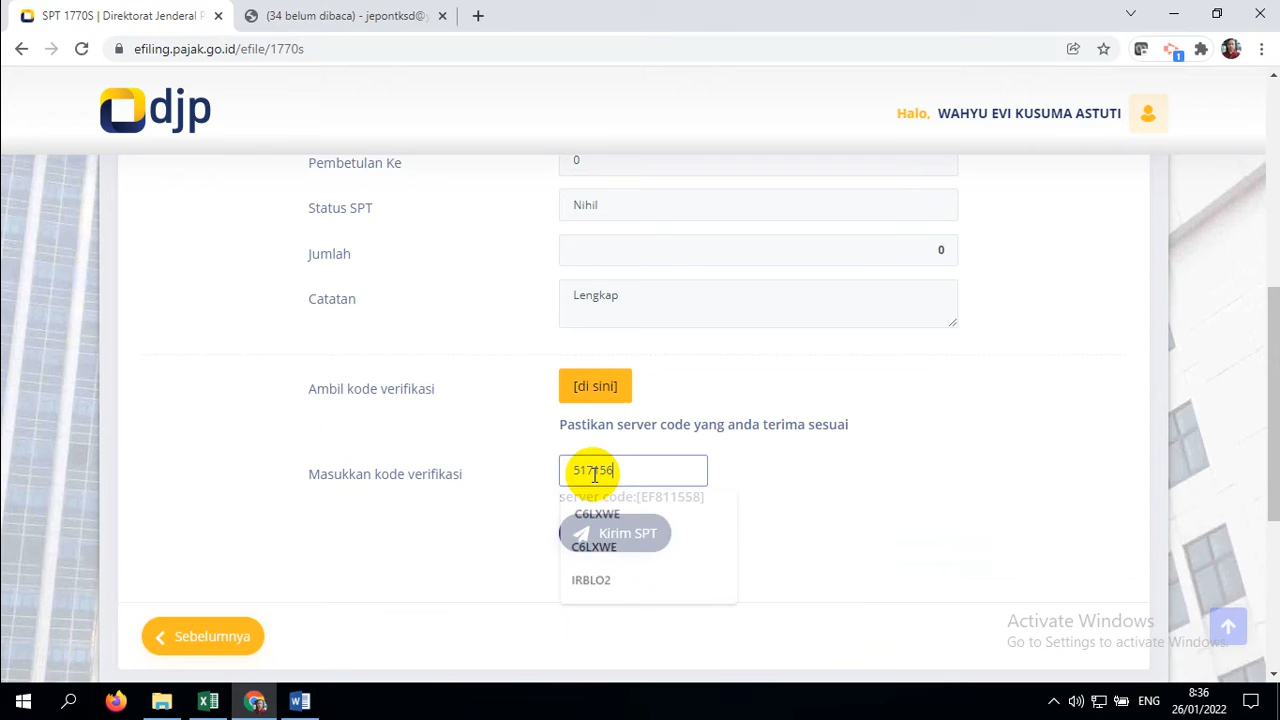 SPT 1770S | Direktorat Jenderal P
(34 belum dibaca) - jepontksd@y
efiling.pajak.go.id/efile/1770s
1
djp
Halo, WAHYU EVI KUSUMA ASTUTI
Pembetulan Ke
0
Status SPT
Nihil
Jumlah
0
Catatan
Lengkap
Ambil kode verifikasi
[di sini]
Pastikan server code yang anda terima sesuai
Masukkan kode verifikasi
server code:[EF811558]
C6LXWE
Kirim SPT
C6LXWE
IRBLO2
Sebelumnya
Activate Windows
Go to Settings to activate Windows.
ENG
8:36
26/01/2022